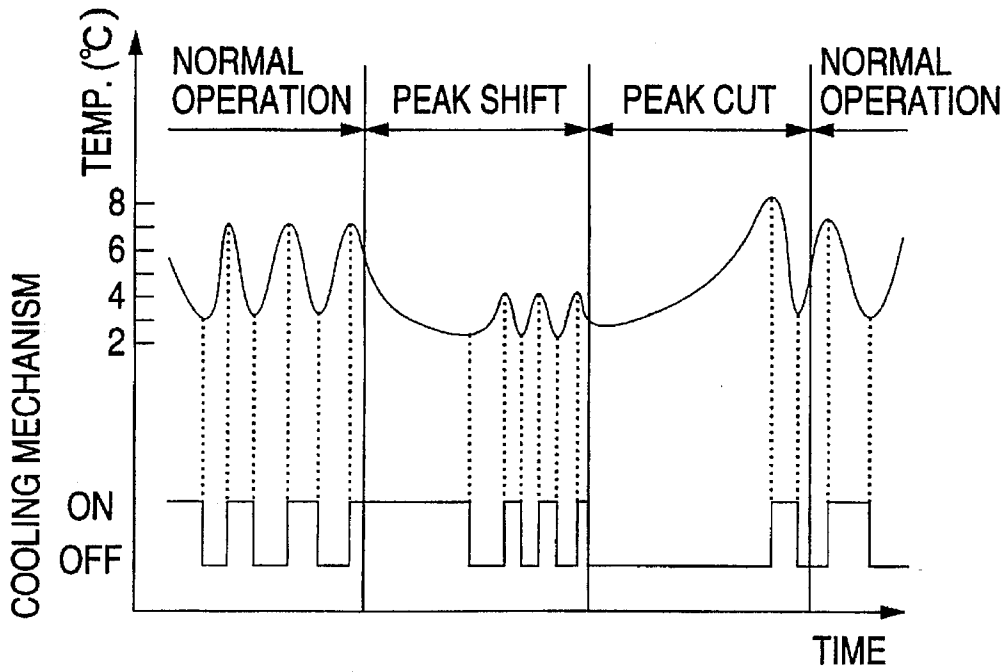 TEMP. (°C)
NORMAL
OPERATION
PEAK SHIFT
PEAK CUT
NORMAL
OPERATION
8
6
4
2
COOLING MECHANISM
ON
OFF
TIME